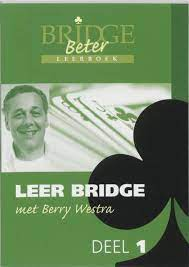 BRIDGE
Beter
LEERBOEK
LEER BRIDGE
met Berry Westra
DEEL 1